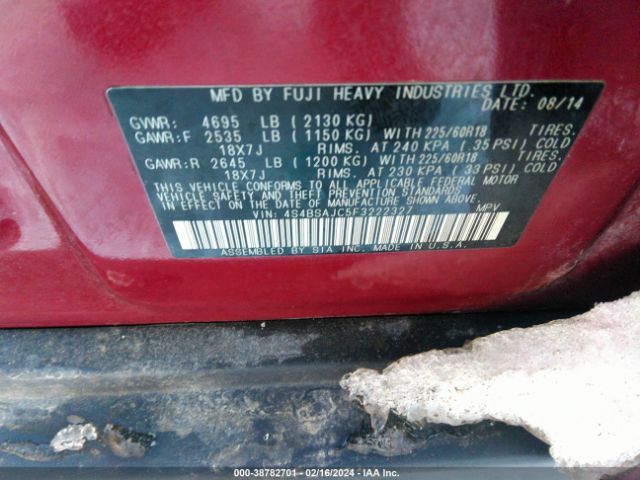 MFD BY FUJI HEAVY INDUSTRIES LTD.
DATE: 08/14
GVWR: 4695 LB (2130 KG)
GAWR:F 2535 LB (1150 KG) WITH 225/60R18 TIRES.
18X7J RIMS. AT 240 KPA (35 PSI) COLD
GAWR:R 2645 LB (1200 KG) WITH 225/60R18 TIRES.
18X7J RIMS. AT 230 KPA (33 PSI) COLD
THIS VEHICLE CONFORMS TO ALL APPLICABLE FEDERAL MOTOR
VEHICLE SAFETY AND THEFT PREVENTION STANDARDS
IN EFFECT ON THE DATE OF MANUFACTURE SHOWN ABOVE.
VIN: 4S4BSAJC5F3222327 MPV
ASSEMBLED BY SIA INC. MADE IN U.S.A.
000-38782701 - 02/16/2024 - IAA Inc.